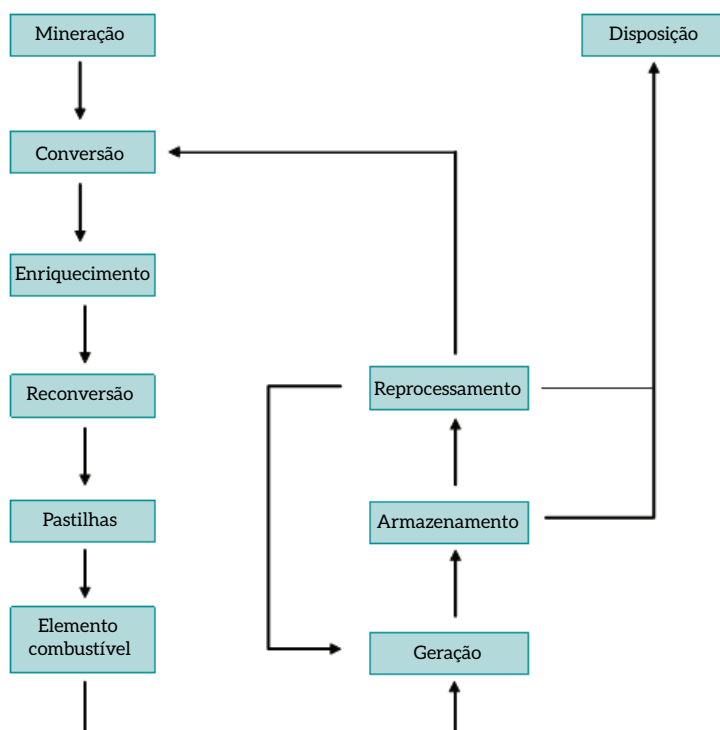 Mineração
Disposição
Conversão
Enriquecimento
Reprocessamento
Reconversão
Pastilhas
Armazenamento
Elemento
combustível
Geração